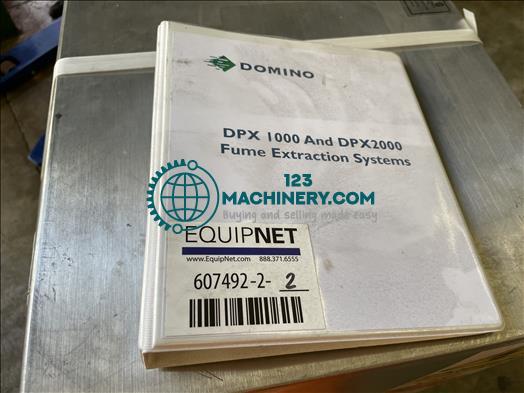 DOMINO
DPX 1000 And DPX2000
Fume Extraction Systems
123
MACHINERY.COM
Buying and selling made easy
EQUIPNET
www.EquipNet.com 888.371.6555
607492-2- 2